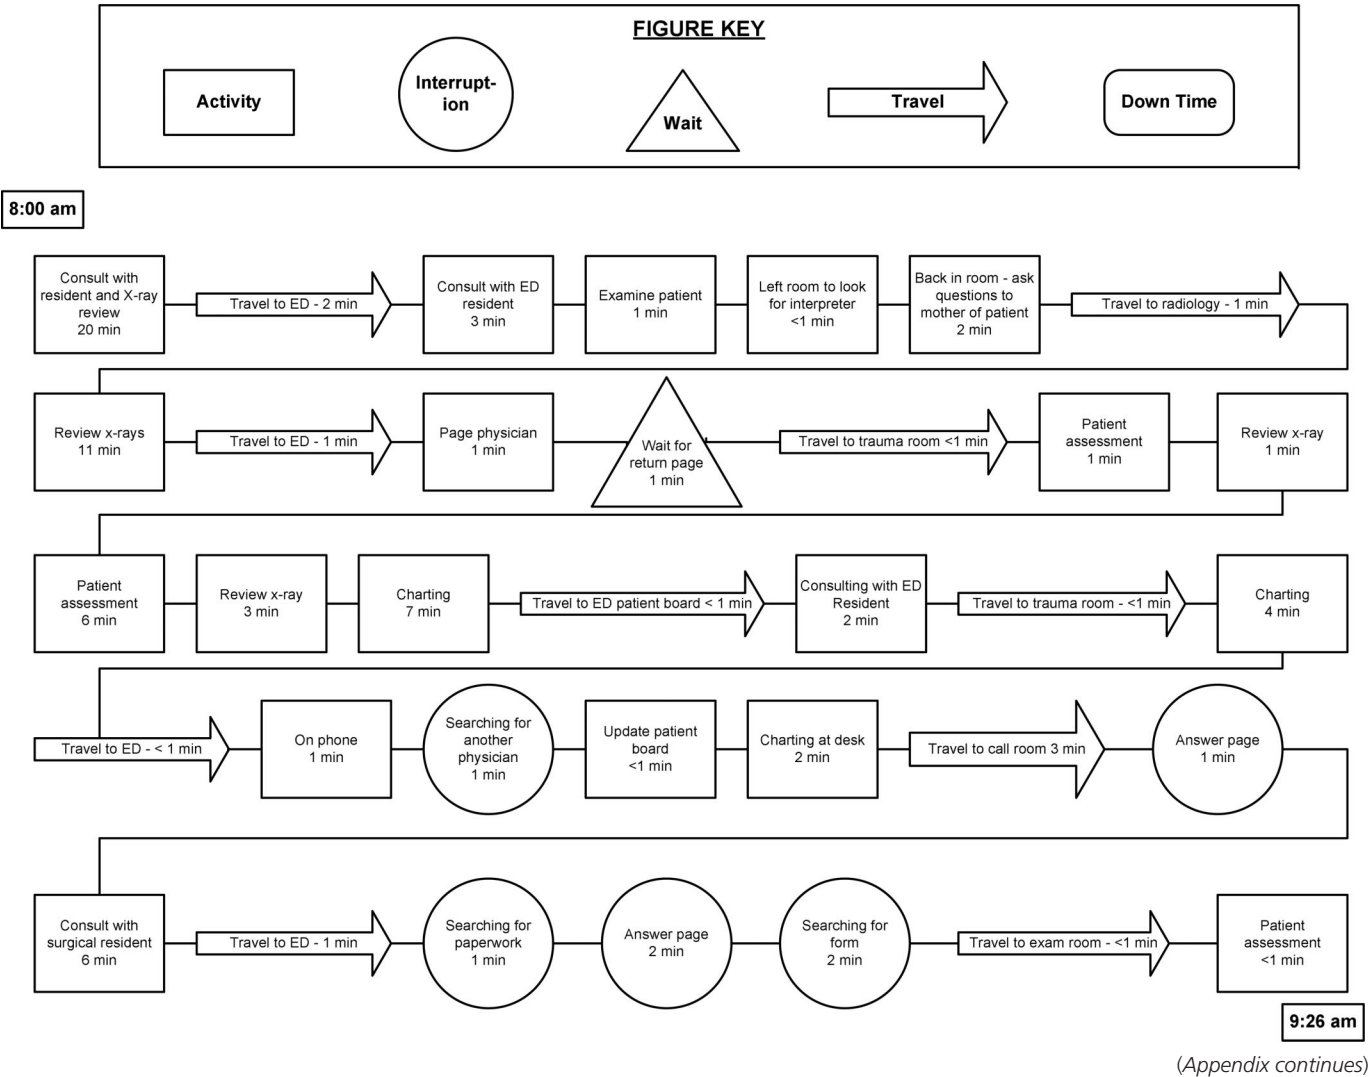 FIGURE KEY
Activity
Interrupt-
ion
Wait
Travel
Down Time
8:00 am
Consult with
resident and X-ray
review
20 min
Travel to ED - 2 min
Consult with ED
resident
3 min
Examine patient
1 min
Left room to look
for interpreter
<1 min
Back in room - ask
questions to
mother of patient
2 min
Travel to radiology - 1 min
Review x-rays
11 min
Travel to ED - 1 min
Page physician
1 min
Wait for
return page
1 min
Travel to trauma room <1 min
Patient
assessment
1 min
Review x-ray
1 min
Patient
assessment
6 min
Review x-ray
3 min
Charting
7 min
Travel to ED patient board < 1 min
Consulting with ED
Resident
2 min
Travel to trauma room - <1 min
Charting
4 min
Travel to ED - < 1 min
On phone
1 min
Searching for
another
physician
1 min
Update patient
board
<1 min
Charting at desk
2 min
Travel to call room 3 min
Answer page
1 min
Consult with
surgical resident
6 min
Travel to ED - 1 min
Searching for
paperwork
1 min
Answer page
2 min
Searching for
form
2 min
Travel to exam room - <1 min
Patient
assessment
<1 min
9:26 am
(Appendix continues)